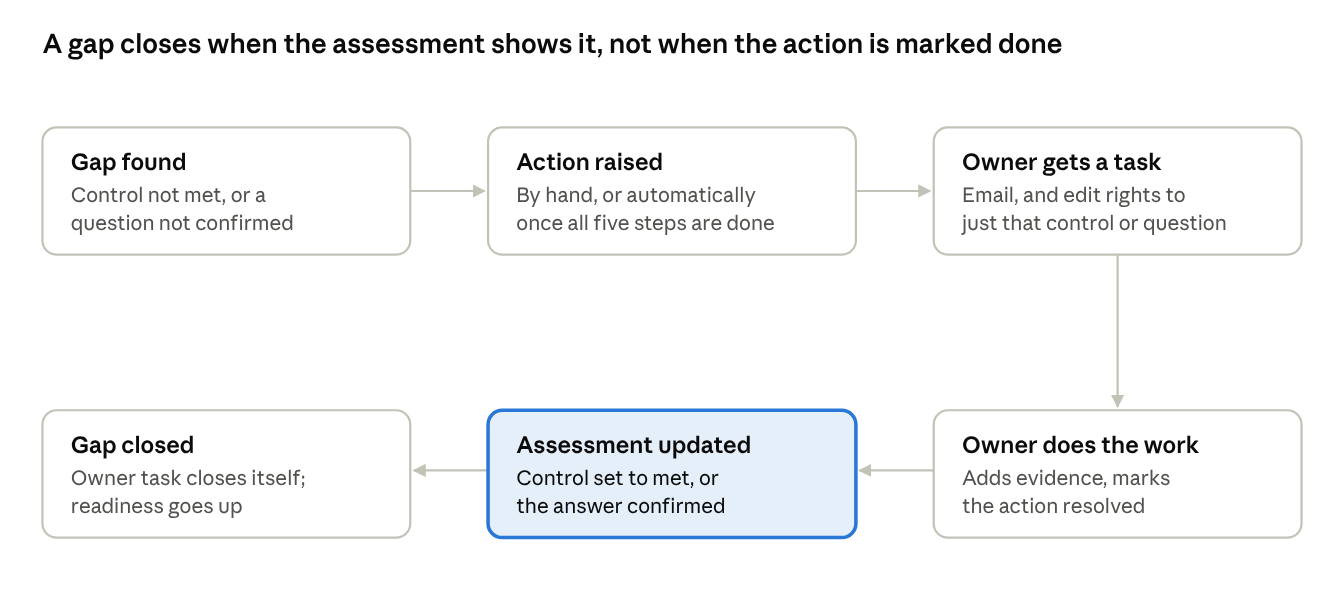 A gap closes when the assessment shows it, not when the action is marked done
Gap found
Control not met, or a
question not confirmed
Action raised
By hand, or automatically
once all five steps are done
Owner gets a task
Email, and edit rights to
just that control or question
Owner does the work
Adds evidence, marks
the action resolved
Assessment updated
Control set to met, or
the answer confirmed
Gap closed
Owner task closes itself;
readiness goes up